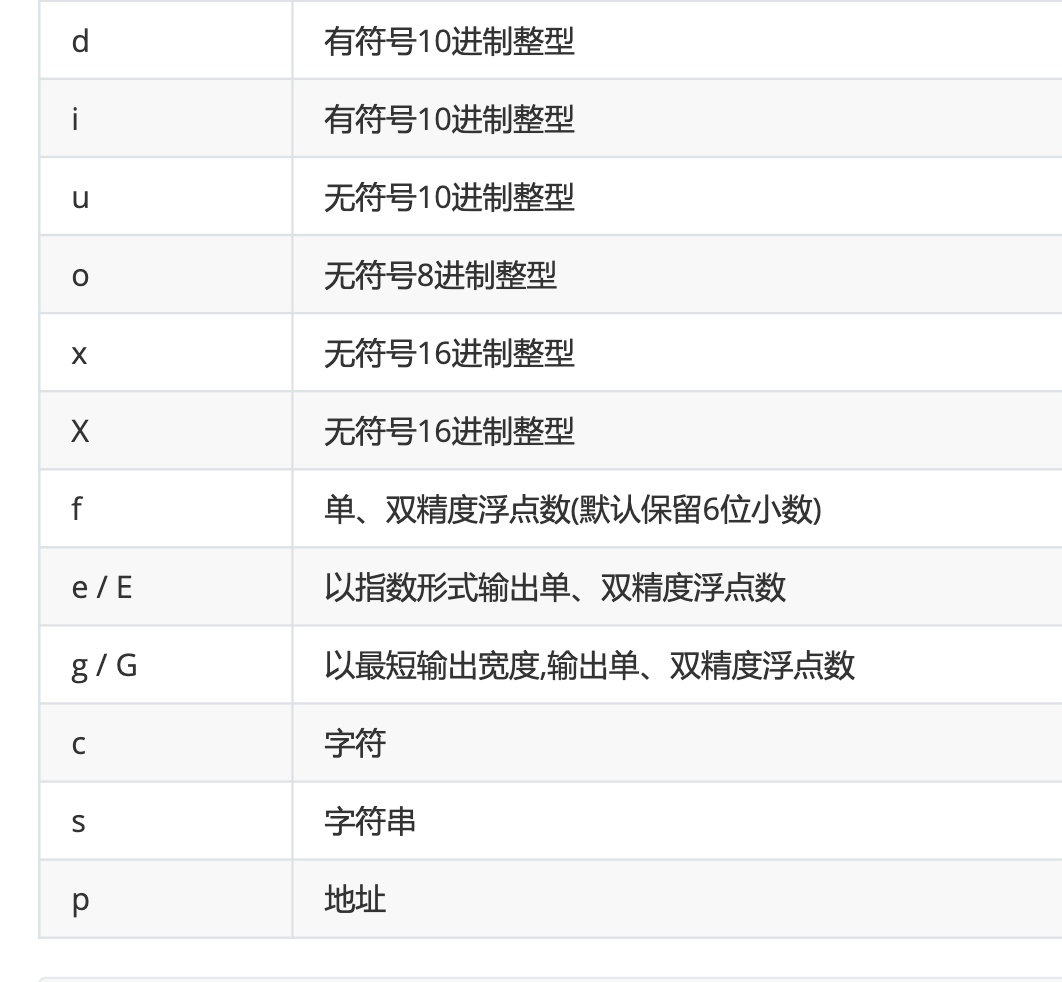 d 有符号10进制整型
i 有符号10进制整型
u 无符号10进制整型
o 无符号8进制整型
x 无符号16进制整型
X 无符号16进制整型
f 单、双精度浮点数(默认保留6位小数)
e / E 以指数形式输出单、双精度浮点数
g / G 以最短输出宽度,输出单、双精度浮点数
c 字符
s 字符串
p 地址